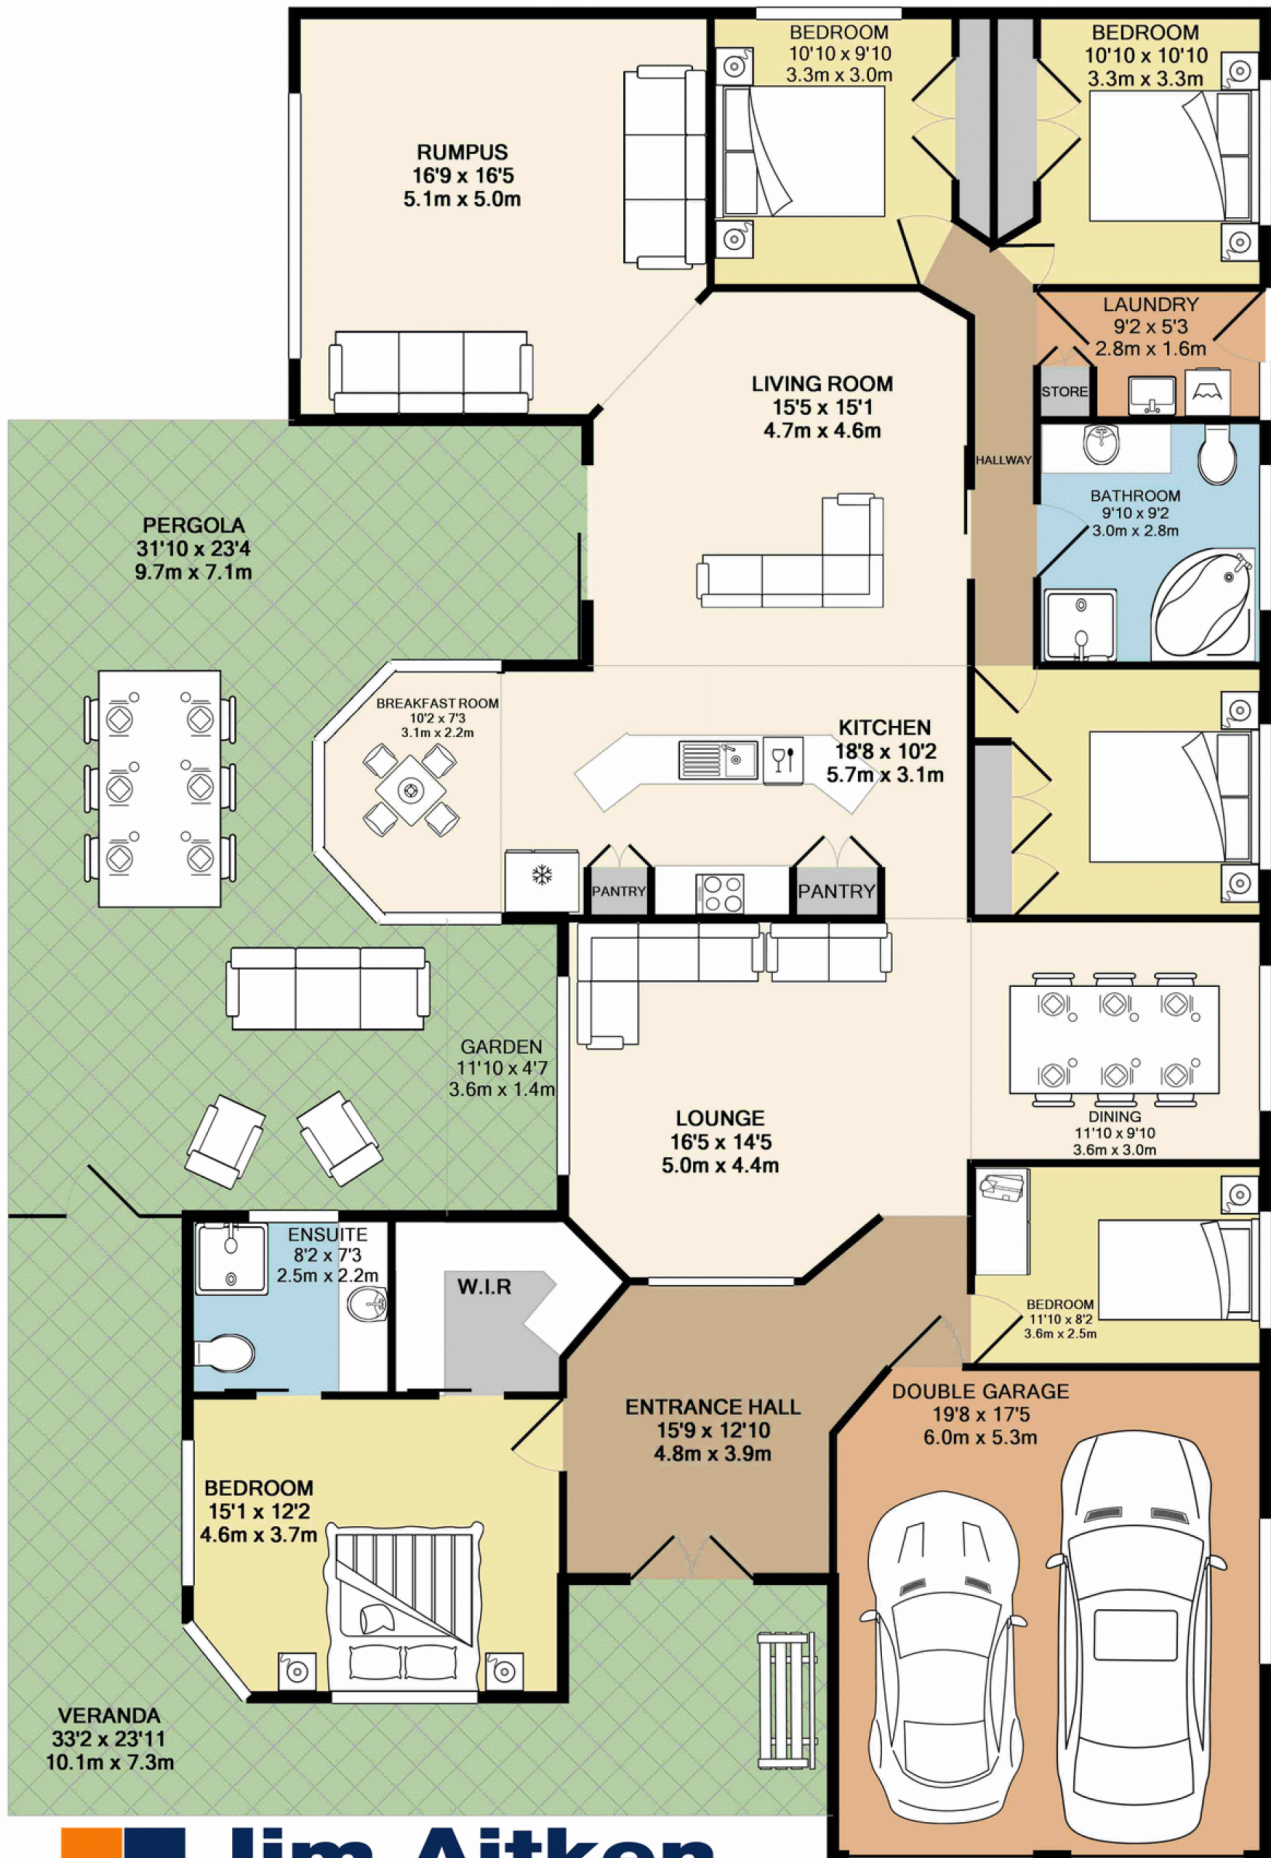 BEDROOM
10'10 x 9'10
3.3m x 3.0m
BEDROOM
10'10 x 10'10
3.3m x 3.3m
RUMPUS
16'9 x 16'5
5.1m x 5.0m
LAUNDRY
9'2 x 5'3
2.8m x 1.6m
STORE
LIVING ROOM
15'5 x 15'1
4.7m x 4.6m
HALLWAY
BATHROOM
9'10 x 9'2
3.0m x 2.8m
PERGOLA
31'10 x 23'4
9.7m x 7.1m
BREAKFAST ROOM
10'2 x 7'3
3.1m x 2.2m
KITCHEN
18'8 x 10'2
5.7m x 3.1m
PANTRY
PANTRY
GARDEN
11'10 x 4'7
3.6m x 1.4m
LOUNGE
16'5 x 14'5
5.0m x 4.4m
DINING
11'10 x 9'10
3.6m x 3.0m
ENSUITE
8'2 x 7'3
2.5m x 2.2m
W.I.R
BEDROOM
11'10 x 8'2
3.6m x 2.5m
ENTRANCE HALL
15'9 x 12'10
4.8m x 3.9m
DOUBLE GARAGE
19'8 x 17'5
6.0m x 5.3m
BEDROOM
15'1 x 12'2
4.6m x 3.7m
VERANDA
33'2 x 23'11
10.1m x 7.3m
Jim Aitken